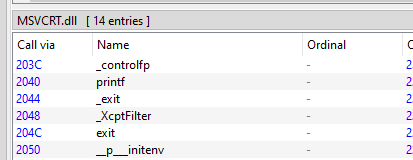 MSVCRT.dll [ 14 entries ]
Call via Name Ordinal
203C _controlfp -
2040 printf -
2044 _exit -
2048 _XcptFilter -
204C exit -
2050 __p___initenv -